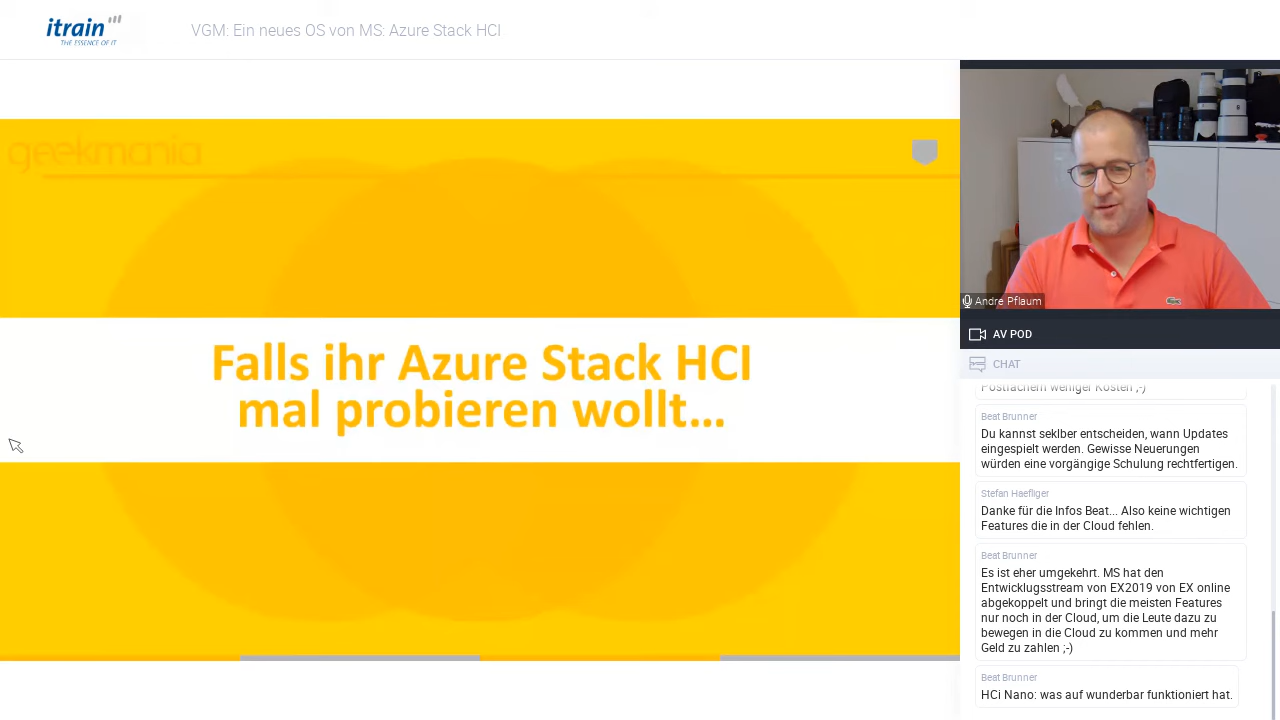 itrain
THE ESSENCE OF IT
VGM: Ein neues OS von MS: Azure Stack HCI
geekmania
Falls ihr Azure Stack HCI
mal probieren wollt...
Andre Pflaum
AV POD
CHAT
Postfächern weniger Kosten ;-)
Beat Brunner
Du kannst seklber entscheiden, wann Updates
eingespielt werden. Gewisse Neuerungen
würden eine vorgängige Schulung rechtfertigen.
Stefan Haefliger
Danke für die Infos Beat... Also keine wichtigen
Features die in der Cloud fehlen.
Beat Brunner
Es ist eher umgekehrt. MS hat den
Entwicklugsstream von EX2019 von EX online
abgekoppelt und bringt die meisten Features
nur noch in der Cloud, um die Leute dazu zu
bewegen in die Cloud zu kommen und mehr
Geld zu zahlen ;-)
Beat Brunner
HCi Nano: was auf wunderbar funktioniert hat.